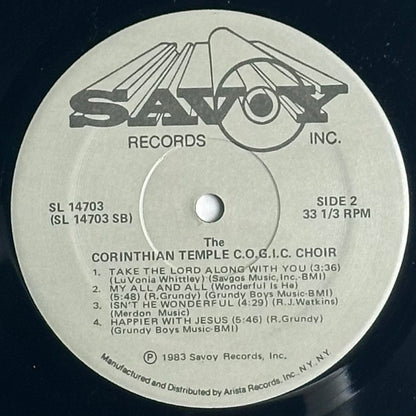 SAVOY
RECORDS INC.
SL 14703 SIDE 2
(SL 14703 SB) 33 1/3 RPM
The
CORINTHIAN TEMPLE C.O.G.I.C. CHOIR
1. TAKE THE LORD ALONG WITH YOU (3:36)
(LuVonia Whittley) (Savgos Music, Inc.-BMI)
2. MY ALL AND ALL (Wonderful Is He)
(5:48) (R.Grundy) (Grundy Boys Music-BMI)
3. ISN'T HE WONDERFUL (4:29) (R.J.Watkins)
(Merdon Music)
4. HAPPIER WITH JESUS (5:46) (R.Grundy)
(Grundy Boys Music-BMI)
Ⓟ 1983 Savoy Records, Inc.
Manufactured and Distributed by Arista Records, Inc., N.Y., N.Y.